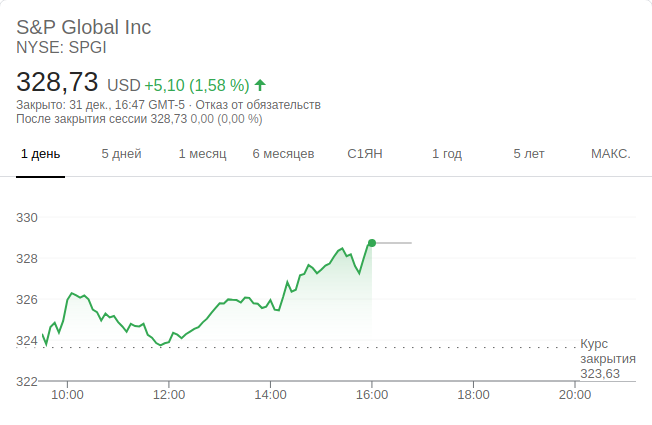 S&P Global Inc
NYSE: SPGI
328,73 USD +5,10 (1,58 %)
Закрыто: 31 дек., 16:47 GMT-5 · Отказ от обязательств
После закрытия сессии 328,73 0,00 (0,00 %)
1 день 5 дней 1 месяц 6 месяцев С1ЯН 1 год 5 лет МАКС.
330
328
326
324
322
Курс
закрытия
323,63
10:00 12:00 14:00 16:00 18:00 20:00